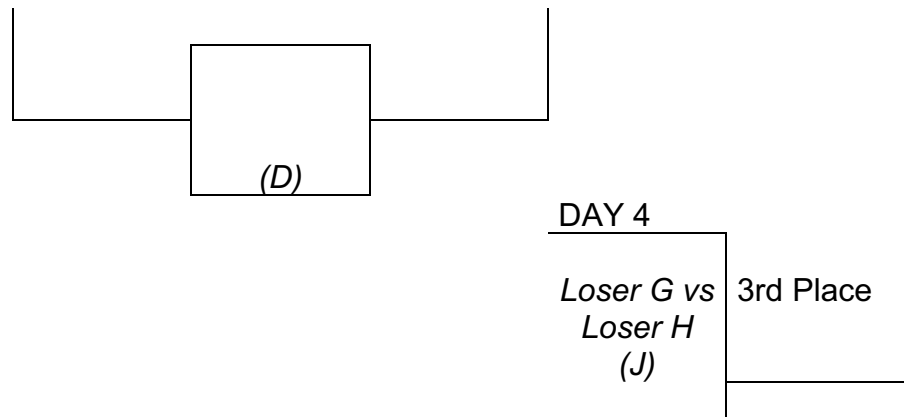 (D)
DAY 4
Loser G vs
Loser H
(J)
3rd Place